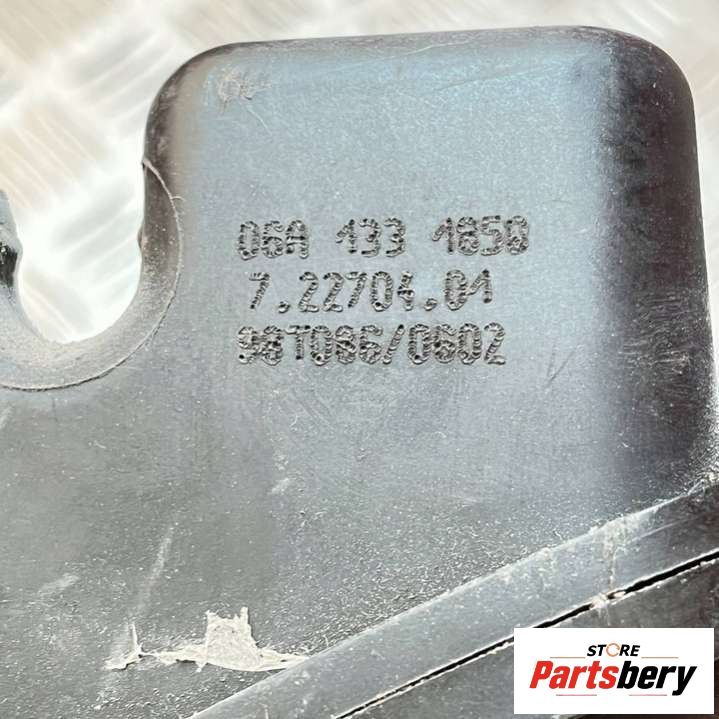 06A 133 185Q
7.22704.01
98T086/0602
STORE
Partsbery